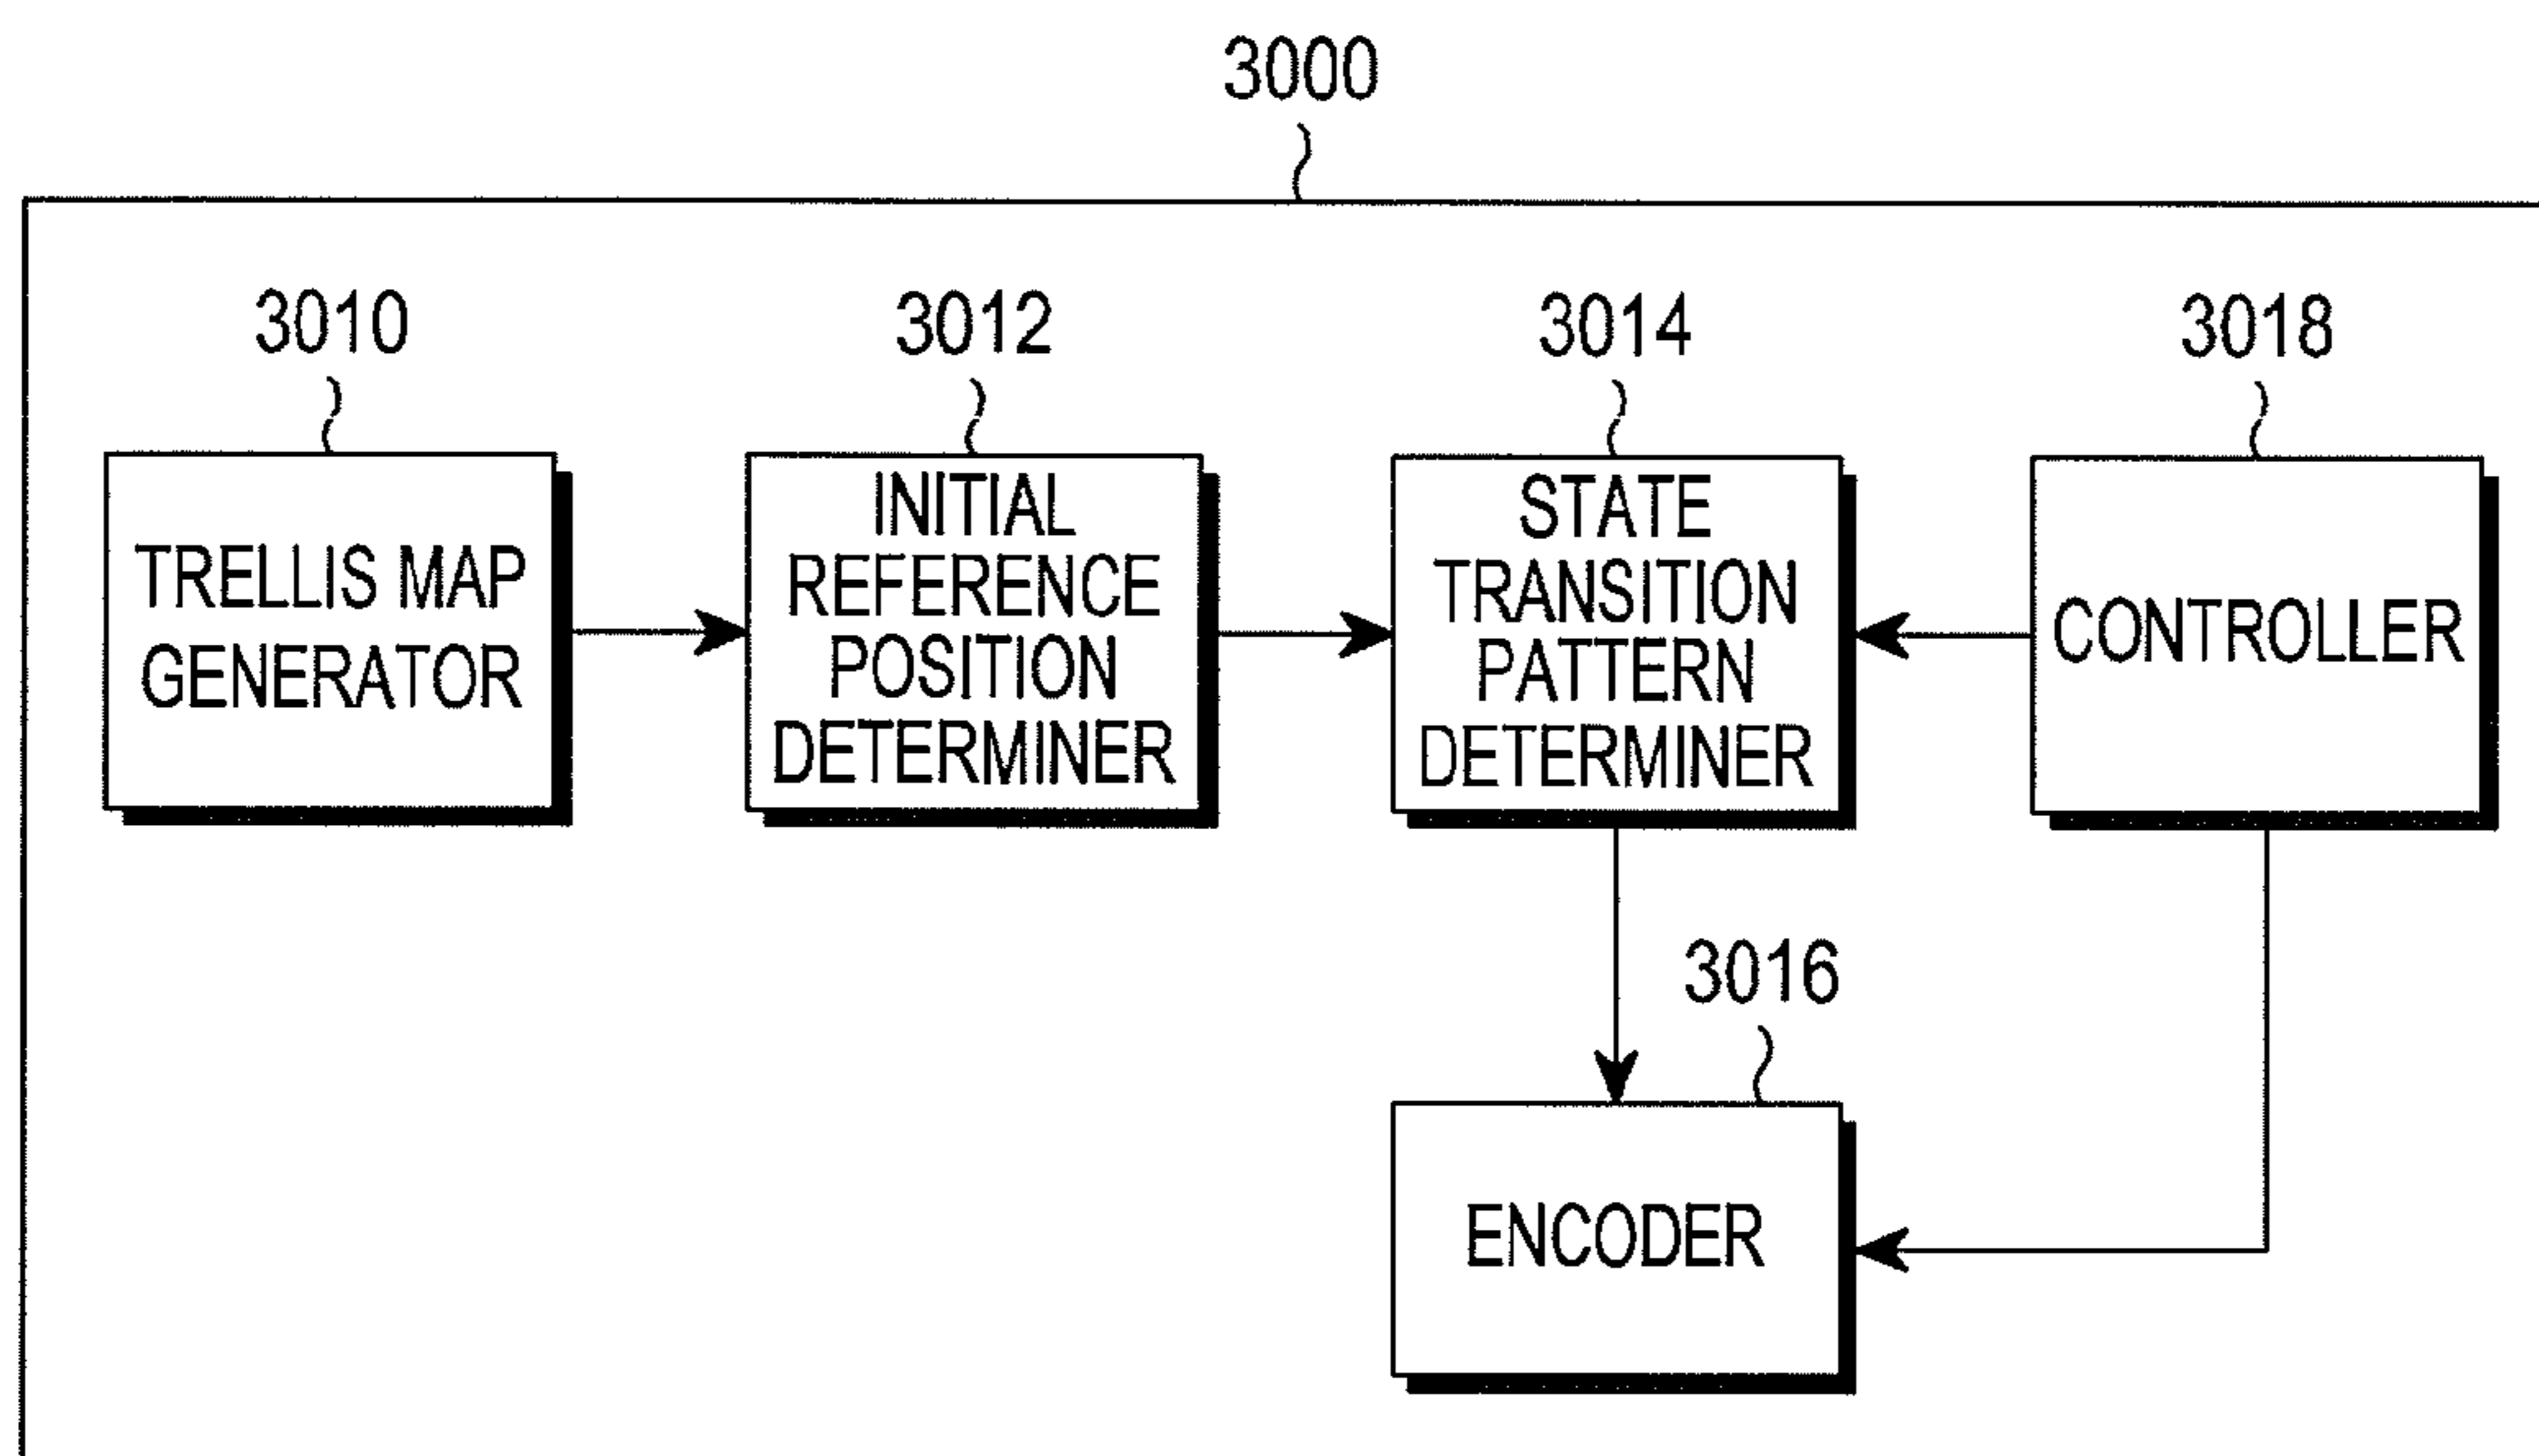 3000
3010
3012
3014
3018
TRELLIS MAP
GENERATOR
INITIAL
REFERENCE
POSITION
DETERMINER
STATE
TRANSITION
PATTERN
DETERMINER
CONTROLLER
3016
ENCODER